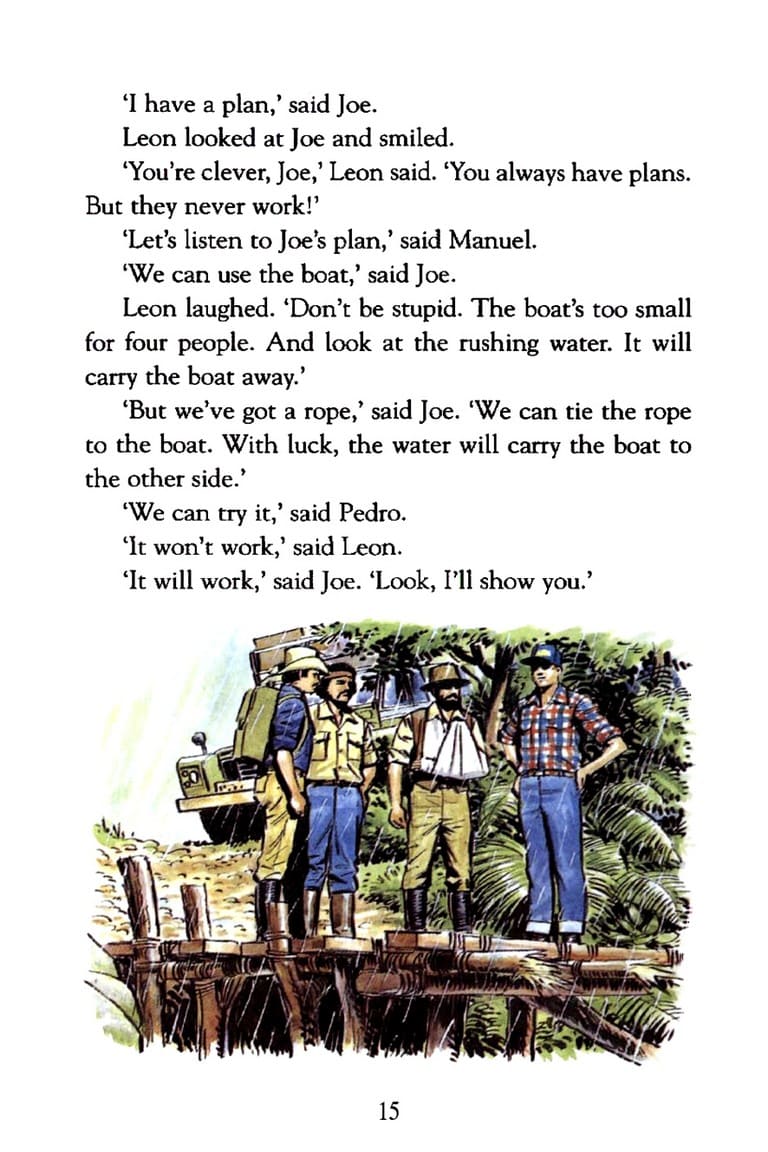 ‘I have a plan,’ said Joe.
Leon looked at Joe and smiled.
‘You’re clever, Joe,’ Leon said. ‘You always have plans.
But they never work!’
‘Let’s listen to Joe’s plan,’ said Manuel.
‘We can use the boat,’ said Joe.
Leon laughed. ‘Don’t be stupid. The boat’s too small
for four people. And look at the rushing water. It will
carry the boat away.’
‘But we’ve got a rope,’ said Joe. ‘We can tie the rope
to the boat. With luck, the water will carry the boat to
the other side.’
‘We can try it,’ said Pedro.
‘It won’t work,’ said Leon.
‘It will work,’ said Joe. ‘Look, I’ll show you.’
15